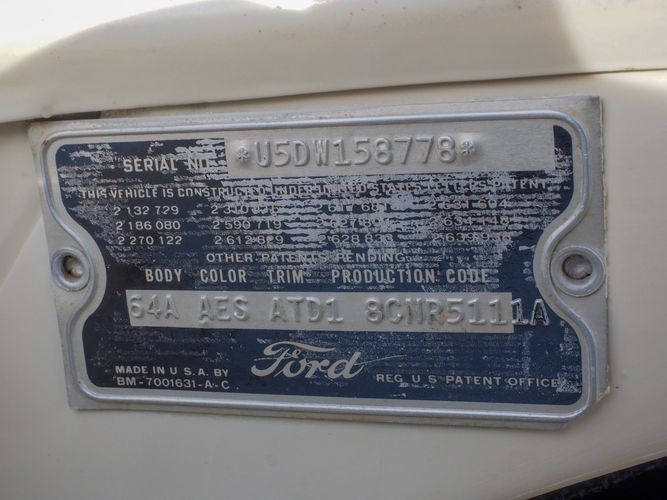 SERIAL NO. *U5DW158778*
THIS VEHICLE IS CONSTRUCTED UNDER UNITED STATES LETTERS PATENT
2 132 729
2 186 080 2 590 719
2 270 122 2 612 829
OTHER PATENTS PENDING
BODY COLOR TRIM PRODUCTION CODE
64A AES ATD1 8CNR5111A
MADE IN U.S.A. BY Ford
BM-7001631-A-C REG U S PATENT OFFICE